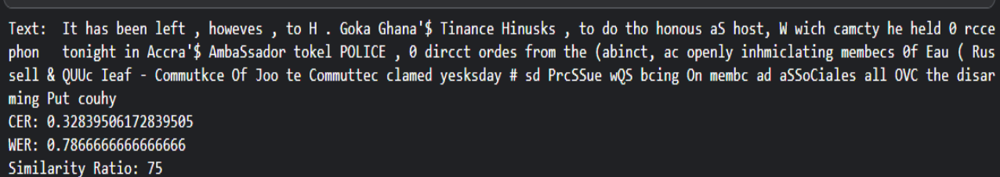 Text:  It has been left , howeves , to H . Goka Ghana'$ Tinance Hinusks , to do tho honous aS host, W wich camcty he held 0 rcce
phon   tonight in Accra'$ AmbaSsador tokel POLICE , 0 dircct ordes from the (abinct, ac openly inhmiclating membecs 0f Eau ( Rus
sell & QUUc Ieaf - Commutkce Of Joo te Committec clamed yesksday # sd PrcSSue wQS bcing On membc ad aSSoCiales all OVC the disar
ming Put couhy
CER: 0.32839506172839505
WER: 0.7866666666666666
Similarity Ratio: 75